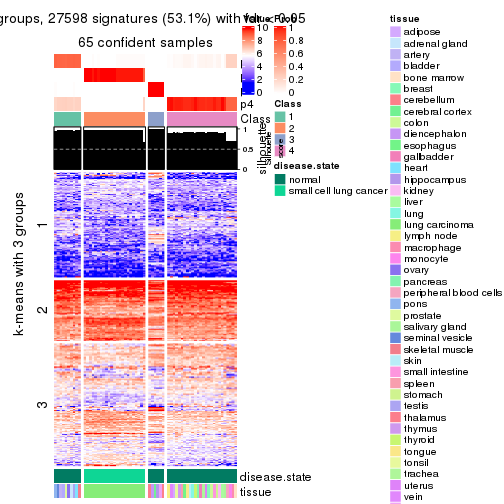 groups, 27598 signatures (53.1%) with fdr < 0.05
65 confident samples
p4
Class
silhouette
1
0.5
0
k-means with 3 groups
1
2
3
disease.state
tissue
Value
10
8
6
4
2
0
Prob
1
0.8
0.6
0.4
0.2
0
Class
1
2
3
4
disease.state
normal
small cell lung cancer
tissue
adipose
adrenal gland
artery
bladder
bone marrow
breast
cerebellum
cerebral cortex
colon
diencephalon
esophagus
gallbladder
heart
hippocampus
kidney
liver
lung
lung carcinoma
lymph node
macrophage
monocyte
ovary
pancreas
peripheral blood cells
pons
prostate
salivary gland
seminal vesicle
skeletal muscle
skin
small intestine
spleen
stomach
testis
thalamus
thymus
thyroid
tongue
tonsil
trachea
uterus
vein